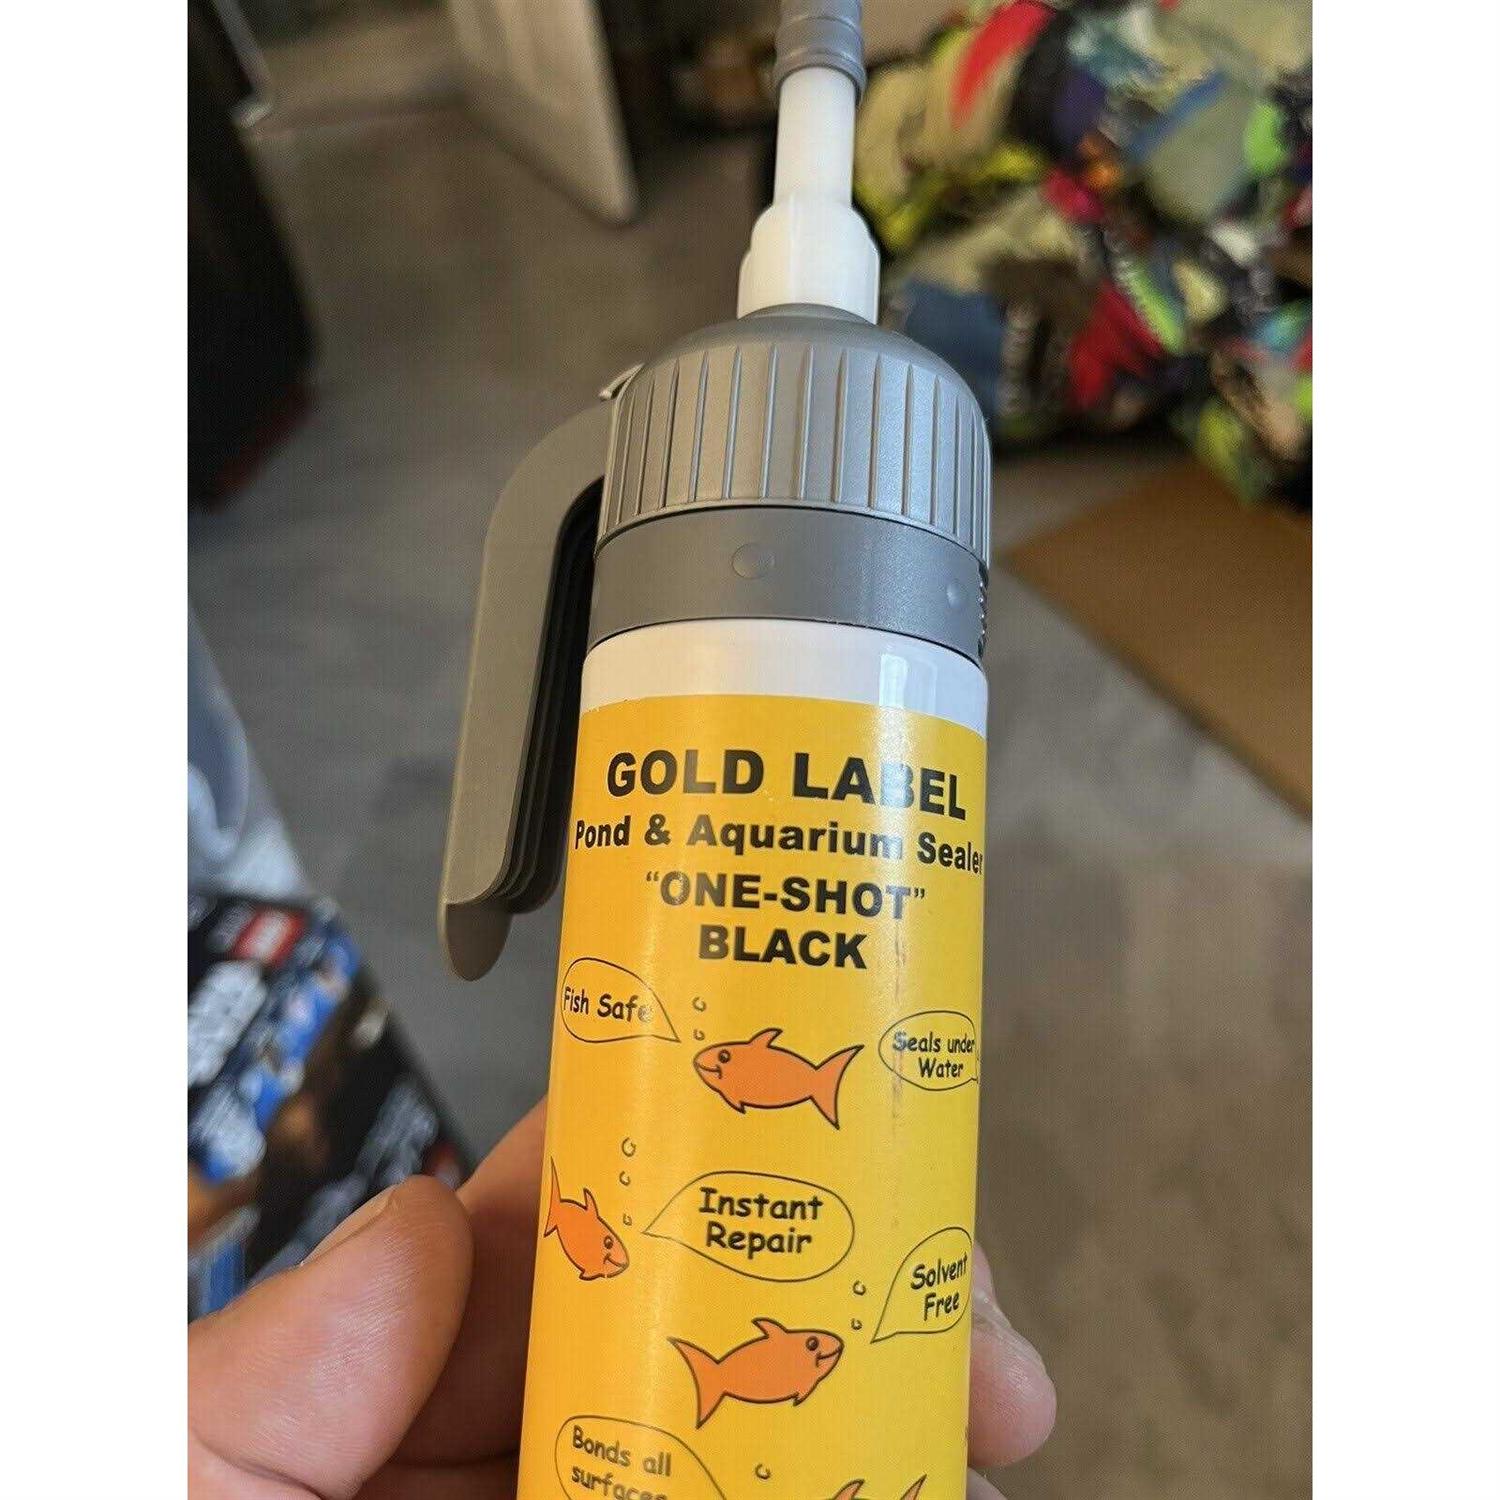 GOLD LABEL
Pond & Aquarium Sealer
“ONE-SHOT”
BLACK
Fish Safe
Seals under
Water
Instant
Repair
Solvent
Free
Bonds all
surfaces